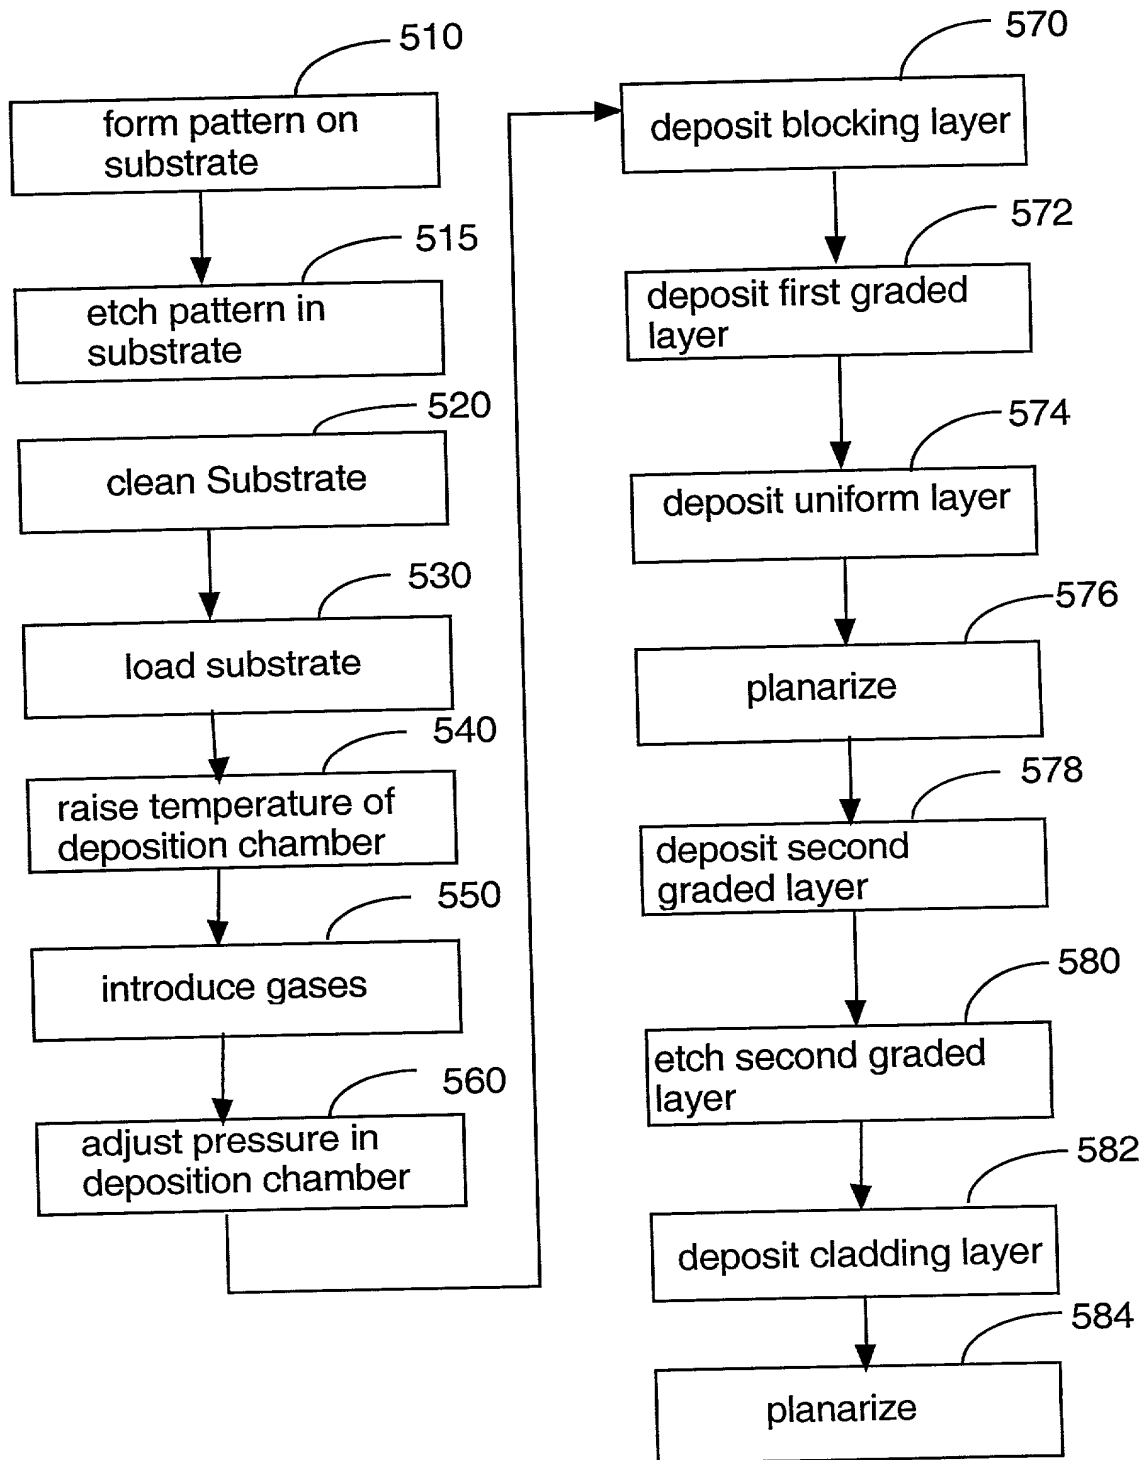 510
form pattern on
substrate
515
etch pattern in
substrate
520
clean Substrate
530
load substrate
540
raise temperature of
deposition chamber
550
introduce gases
560
adjust pressure in
deposition chamber
570
deposit blocking layer
572
deposit first graded
layer
574
deposit uniform layer
576
planarize
578
deposit second
graded layer
580
etch second graded
layer
582
deposit cladding layer
584
planarize